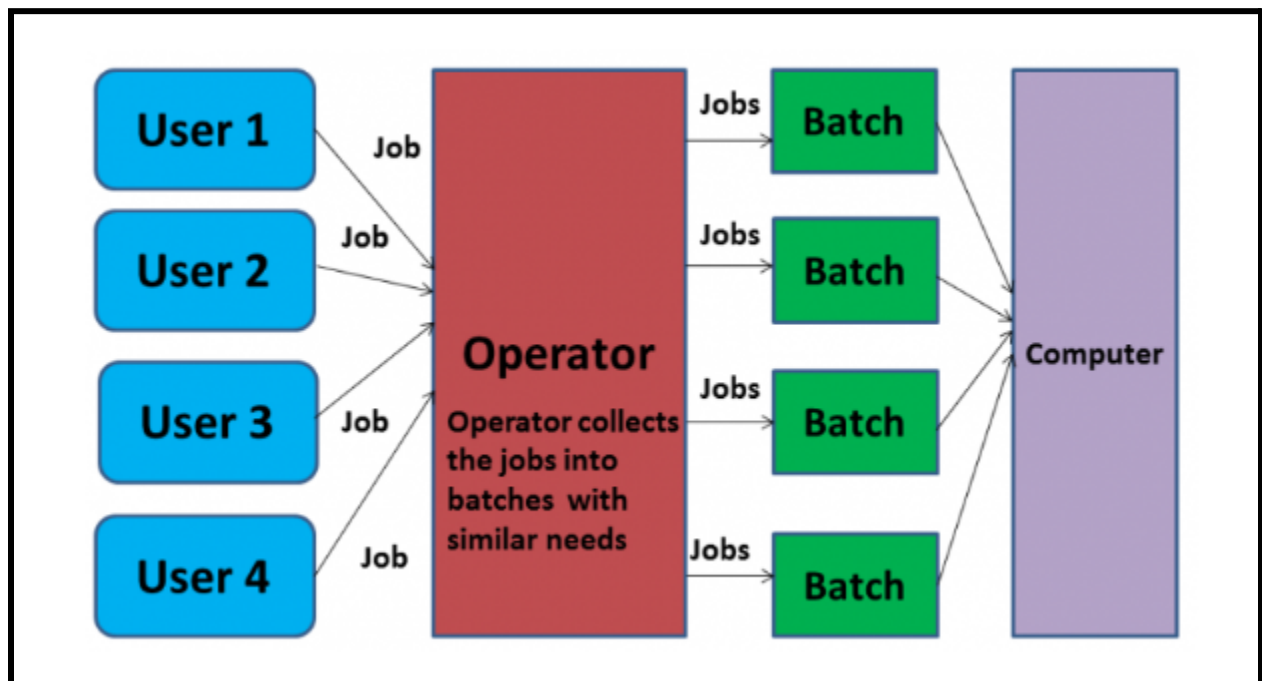 User 1
Job
User 2
Job
User 3
Job
User 4
Job
Operator
Operator collects
the jobs into
batches with
similar needs
Jobs
Batch
Jobs
Batch
Jobs
Batch
Jobs
Batch
Computer